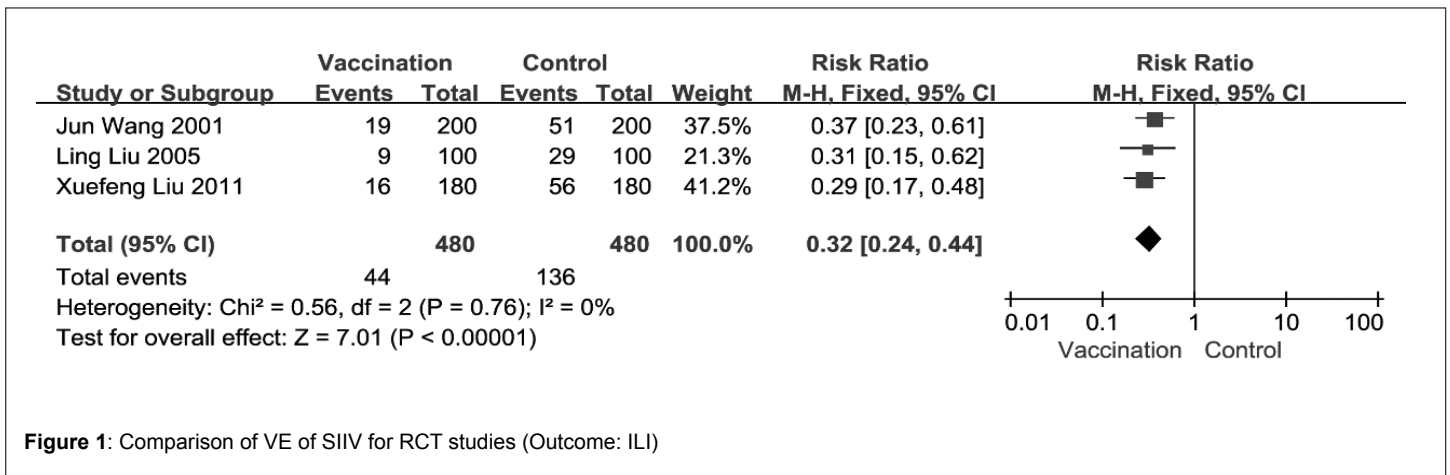 Vaccination Control Risk Ratio Risk Ratio
Study or Subgroup Events Total Events Total Weight M-H, Fixed, 95% CI M-H, Fixed, 95% CI
Jun Wang 2001 19 200 51 200 37.5% 0.37 [0.23, 0.61]
Ling Liu 2005 9 100 29 100 21.3% 0.31 [0.15, 0.62]
Xuefeng Liu 2011 16 180 56 180 41.2% 0.29 [0.17, 0.48]
Total (95% CI) 480 480 100.0% 0.32 [0.24, 0.44]
Total events 44 136
Heterogeneity: Chi² = 0.56, df = 2 (P = 0.76); I² = 0%
Test for overall effect: Z = 7.01 (P < 0.00001)
0.01 0.1 1 10 100
Vaccination Control
Figure 1: Comparison of VE of SIIV for RCT studies (Outcome: ILI)